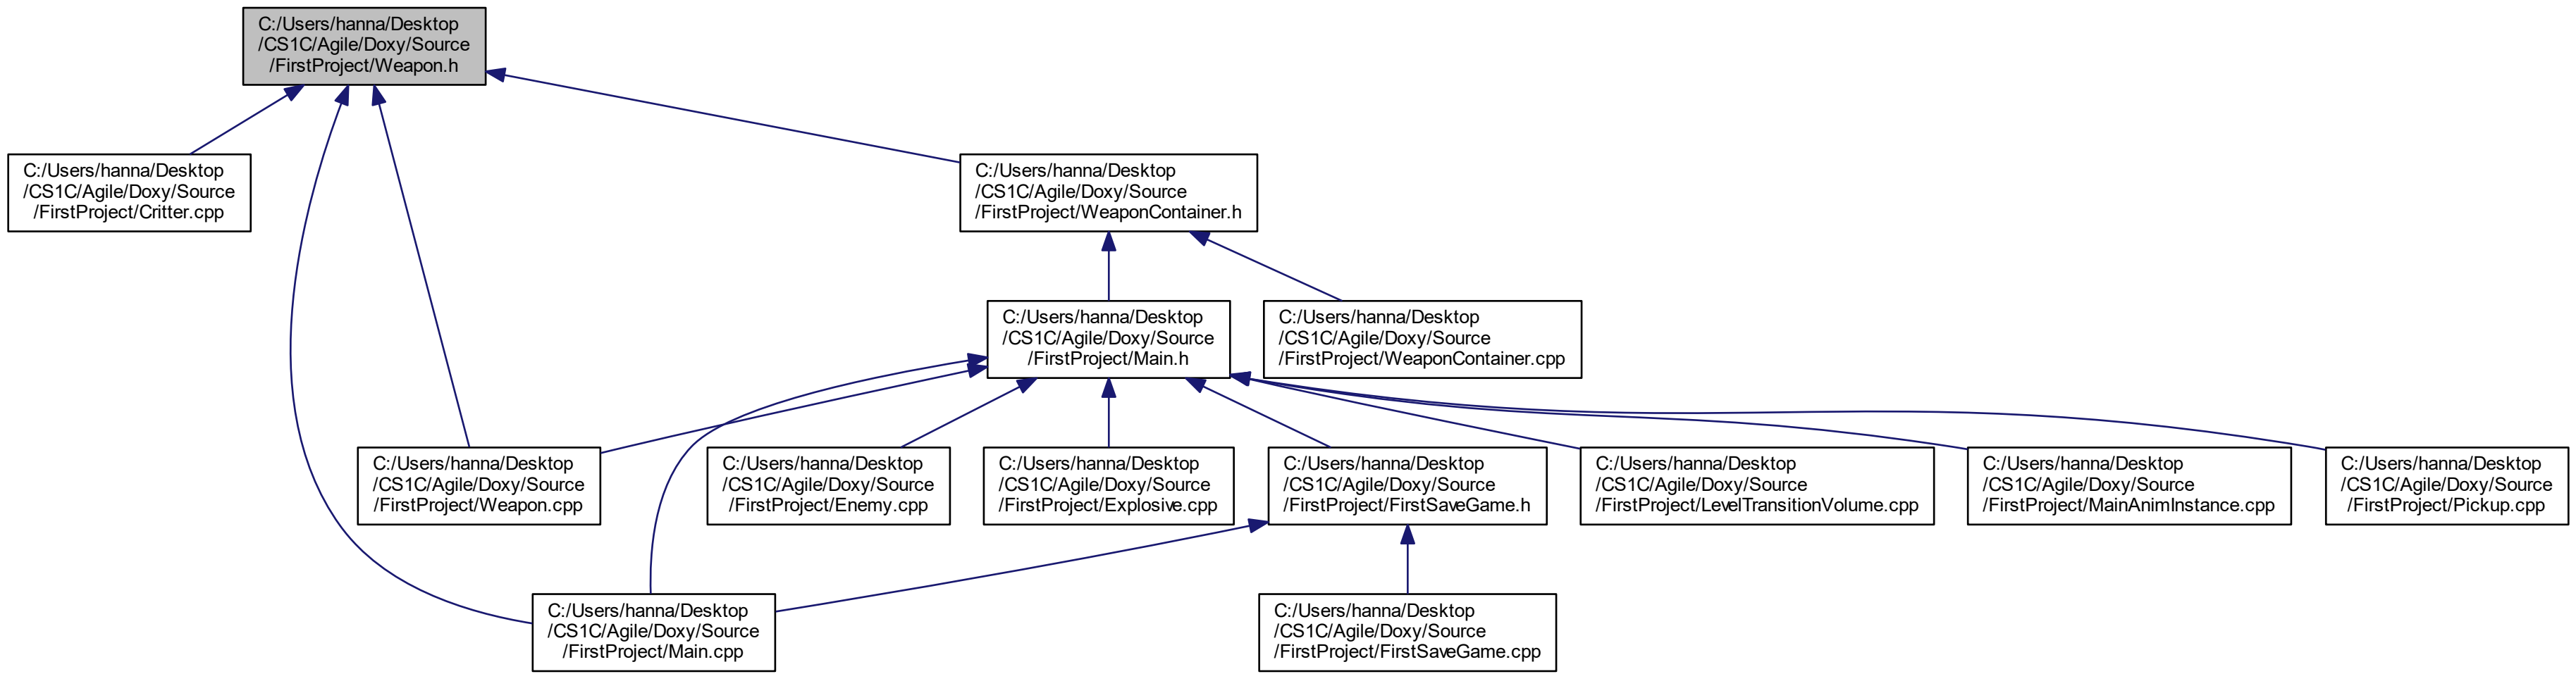 C:/Users/hanna/Desktop
/CS1C/Agile/Doxy/Source
/FirstProject/Weapon.h
C:/Users/hanna/Desktop
/CS1C/Agile/Doxy/Source
/FirstProject/Critter.cpp
C:/Users/hanna/Desktop
/CS1C/Agile/Doxy/Source
/FirstProject/WeaponContainer.h
C:/Users/hanna/Desktop
/CS1C/Agile/Doxy/Source
/FirstProject/Main.h
C:/Users/hanna/Desktop
/CS1C/Agile/Doxy/Source
/FirstProject/WeaponContainer.cpp
C:/Users/hanna/Desktop
/CS1C/Agile/Doxy/Source
/FirstProject/Weapon.cpp
C:/Users/hanna/Desktop
/CS1C/Agile/Doxy/Source
/FirstProject/Enemy.cpp
C:/Users/hanna/Desktop
/CS1C/Agile/Doxy/Source
/FirstProject/Explosive.cpp
C:/Users/hanna/Desktop
/CS1C/Agile/Doxy/Source
/FirstProject/FirstSaveGame.h
C:/Users/hanna/Desktop
/CS1C/Agile/Doxy/Source
/FirstProject/LevelTransitionVolume.cpp
C:/Users/hanna/Desktop
/CS1C/Agile/Doxy/Source
/FirstProject/MainAnimInstance.cpp
C:/Users/hanna/Desktop
/CS1C/Agile/Doxy/Source
/FirstProject/Pickup.cpp
C:/Users/hanna/Desktop
/CS1C/Agile/Doxy/Source
/FirstProject/Main.cpp
C:/Users/hanna/Desktop
/CS1C/Agile/Doxy/Source
/FirstProject/FirstSaveGame.cpp